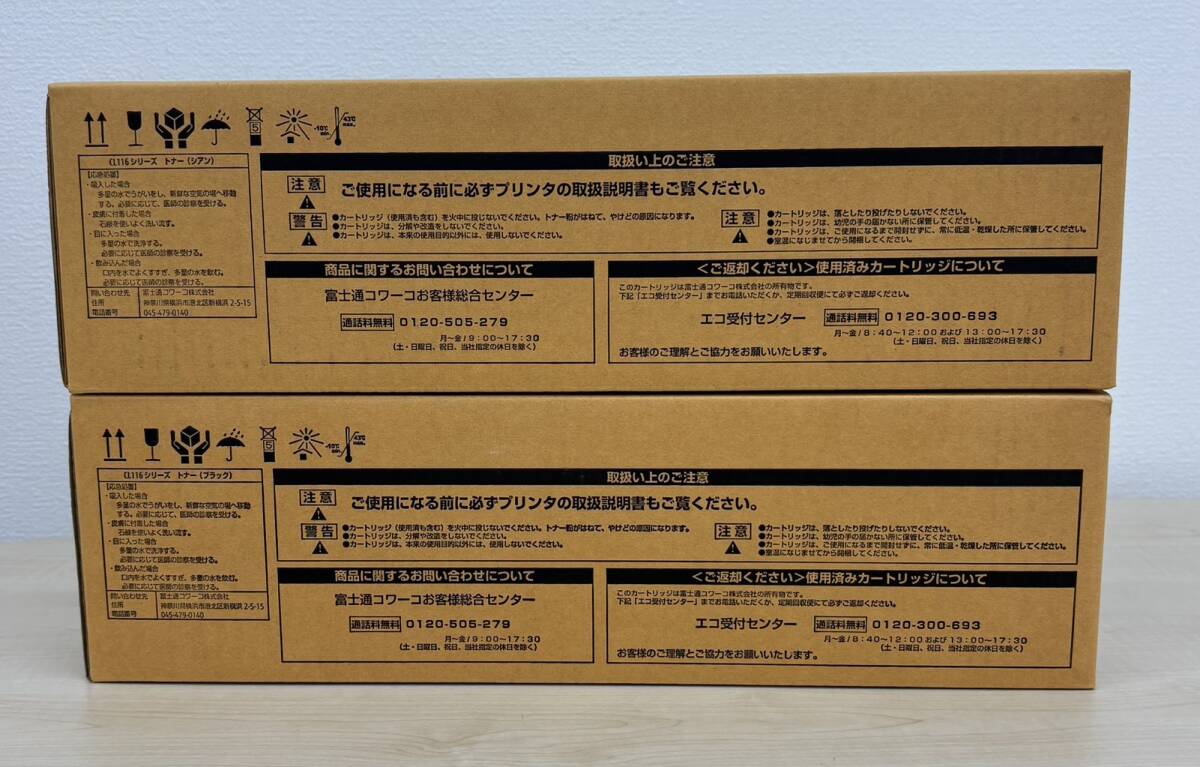 5
-10℃ min.
43℃ max.
CL116シリーズ トナー（シアン）
【応急処置】
・吸入した場合
多量の水でうがいをし、新鮮な空気の場へ移動
する。必要に応じて、医師の診察を受ける。
・皮膚に付着した場合
石鹸を使いよく洗い流す。
・目に入った場合
多量の水で洗浄する。
必要に応じて医師の診察を受ける。
・飲み込んだ場合
口内を水でよくすすぎ、多量の水を飲む。
必要に応じて医師の診察を受ける。
問い合わせ先 富士通コワーコ株式会社
住所 神奈川県横浜市港北区新横浜 2-5-15
電話番号 045-479-0140
取扱い上のご注意
注意 ご使用になる前に必ずプリンタの取扱説明書もご覧ください。
警告
●カートリッジ（使用済も含む）を火中に投じないでください。トナー粉がはねて、やけどの原因になります。
●カートリッジは、分解や改造をしないでください。
●カートリッジは、本来の使用目的以外には、使用しないでください。
注意
●カートリッジは、落としたり投げたりしないでください。
●カートリッジは、幼児の手の届かない所に保管してください。
●カートリッジは、ご使用になるまで開封せずに、常に低温・乾燥した所に保管してください。
●室温になじませてから開梱してください。
商品に関するお問い合わせについて
富士通コワーコお客様総合センター
通話料無料 0120-505-279
月～金/9:00～17:30
（土・日曜日、祝日、当社指定の休日を除く）
＜ご返却ください＞使用済みカートリッジについて
このカートリッジは富士通コワーコ株式会社の所有物です。
下記「エコ受付センター」までお電話いただくか、定期回収便にて必ずご返却ください。
エコ受付センター 通話料無料 0120-300-693
月～金/8:40～12:00および13:00～17:30
（土・日曜日、祝日、当社指定の休日を除く）
お客様のご理解とご協力をお願いいたします。
5
-10℃ min.
43℃ max.
CL116シリーズ トナー（ブラック）
【応急処置】
・吸入した場合
多量の水でうがいをし、新鮮な空気の場へ移動
する。必要に応じて、医師の診察を受ける。
・皮膚に付着した場合
石鹸を使いよく洗い流す。
・目に入った場合
多量の水で洗浄する。
必要に応じて医師の診察を受ける。
・飲み込んだ場合
口内を水でよくすすぎ、多量の水を飲む。
必要に応じて医師の診察を受ける。
問い合わせ先 富士通コワーコ株式会社
住所 神奈川県横浜市港北区新横浜 2-5-15
電話番号 045-479-0140
取扱い上のご注意
注意 ご使用になる前に必ずプリンタの取扱説明書もご覧ください。
警告
●カートリッジ（使用済も含む）を火中に投じないでください。トナー粉がはねて、やけどの原因になります。
●カートリッジは、分解や改造をしないでください。
●カートリッジは、本来の使用目的以外には、使用しないでください。
注意
●カートリッジは、落としたり投げたりしないでください。
●カートリッジは、幼児の手の届かない所に保管してください。
●カートリッジは、ご使用になるまで開封せずに、常に低温・乾燥した所に保管してください。
●室温になじませてから開梱してください。
商品に関するお問い合わせについて
富士通コワーコお客様総合センター
通話料無料 0120-505-279
月～金/9:00～17:30
（土・日曜日、祝日、当社指定の休日を除く）
＜ご返却ください＞使用済みカートリッジについて
このカートリッジは富士通コワーコ株式会社の所有物です。
下記「エコ受付センター」までお電話いただくか、定期回収便にて必ずご返却ください。
エコ受付センター 通話料無料 0120-300-693
月～金/8:40～12:00および13:00～17:30
（土・日曜日、祝日、当社指定の休日を除く）
お客様のご理解とご協力をお願いいたします。